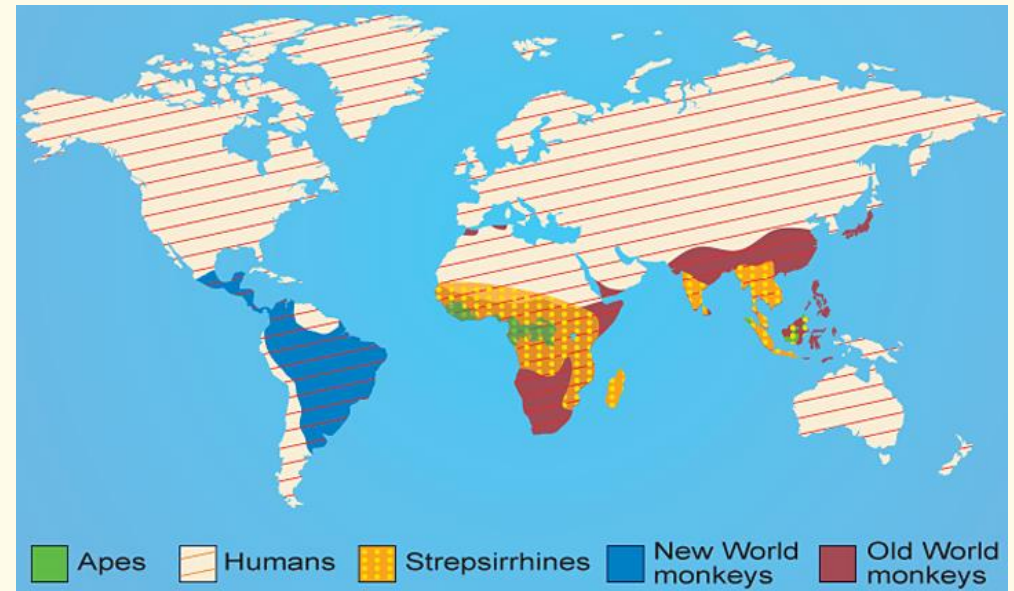 Apes
Humans
Strepsirrhines
New World
monkeys
Old World
monkeys